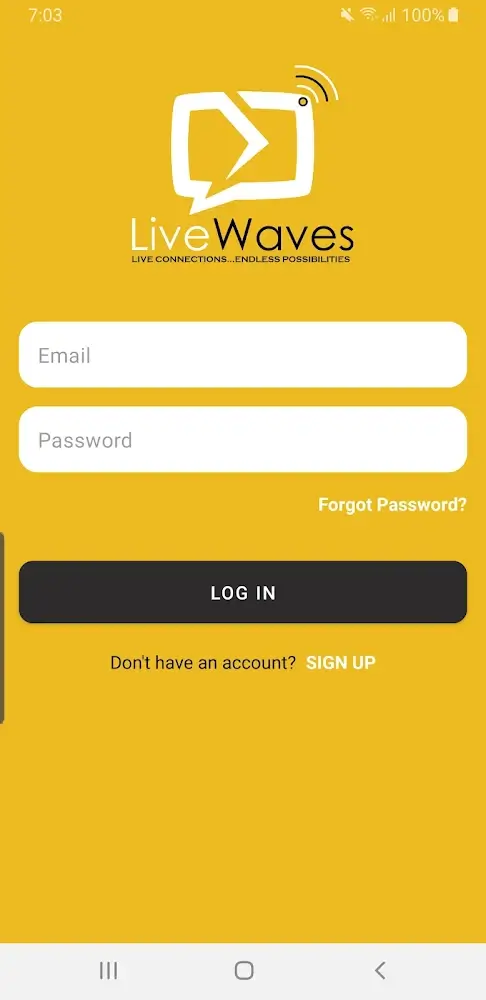 7:03 100%
LiveWaves
LIVE CONNECTIONS...ENDLESS POSSIBILITIES
Email
Password
Forgot Password?
LOG IN
Don't have an account? SIGN UP